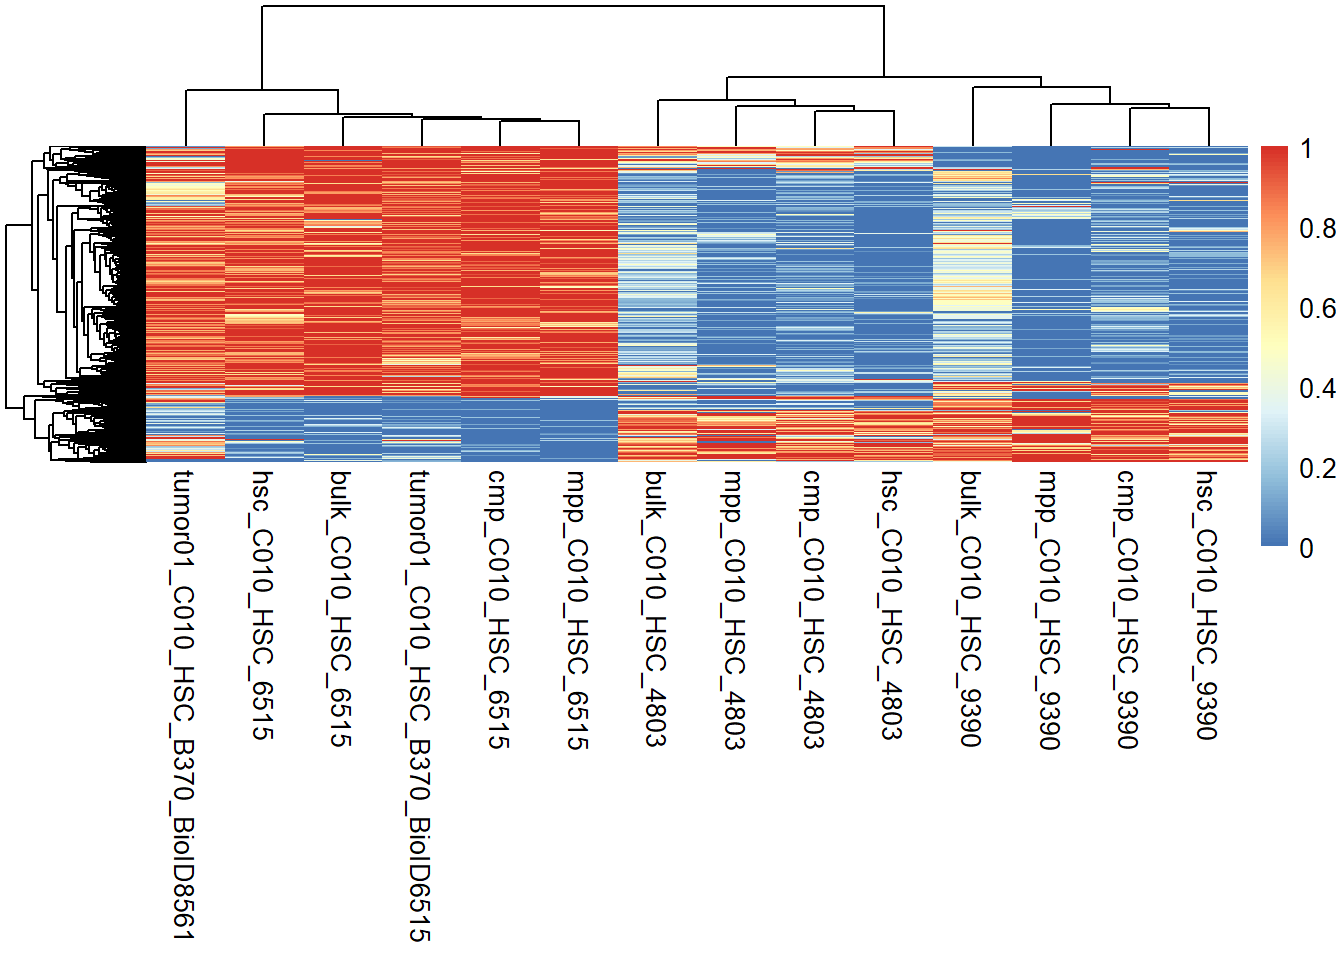 1
0.8
0.6
0.4
0.2
0
tumor01_C010_HSC_B370_BioID8561
hsc_C010_HSC_6515
bulk_C010_HSC_6515
tumor01_C010_HSC_B370_BioID6515
cmp_C010_HSC_6515
mpp_C010_HSC_6515
bulk_C010_HSC_4803
mpp_C010_HSC_4803
cmp_C010_HSC_4803
hsc_C010_HSC_4803
bulk_C010_HSC_9390
mpp_C010_HSC_9390
cmp_C010_HSC_9390
hsc_C010_HSC_9390